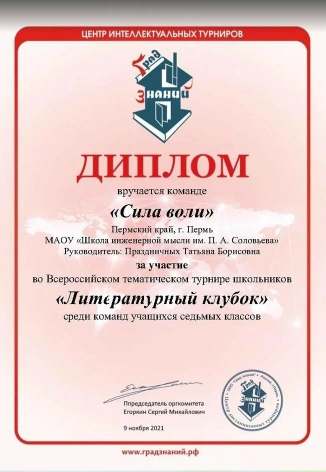 ЦЕНТР ИНТЕЛЛЕКТУАЛЬНЫХ ТУРНИРОВ
Град
Знаний
ДИПЛОМ
вручается команде
«Сила воли»
Пермский край, г. Пермь
МАОУ «Школа инженерной мысли им. П. А. Соловьева»
Руководитель: Праздничных Татьяна Борисовна
за участие
во Всероссийском тематическом турнире школьников
«Литературный клубок»
среди команд учащихся седьмых классов
Ппредседатель оргкомитета
Егоркин Сергей Михайлович
9 ноября 2021
www.градзнаний.рф